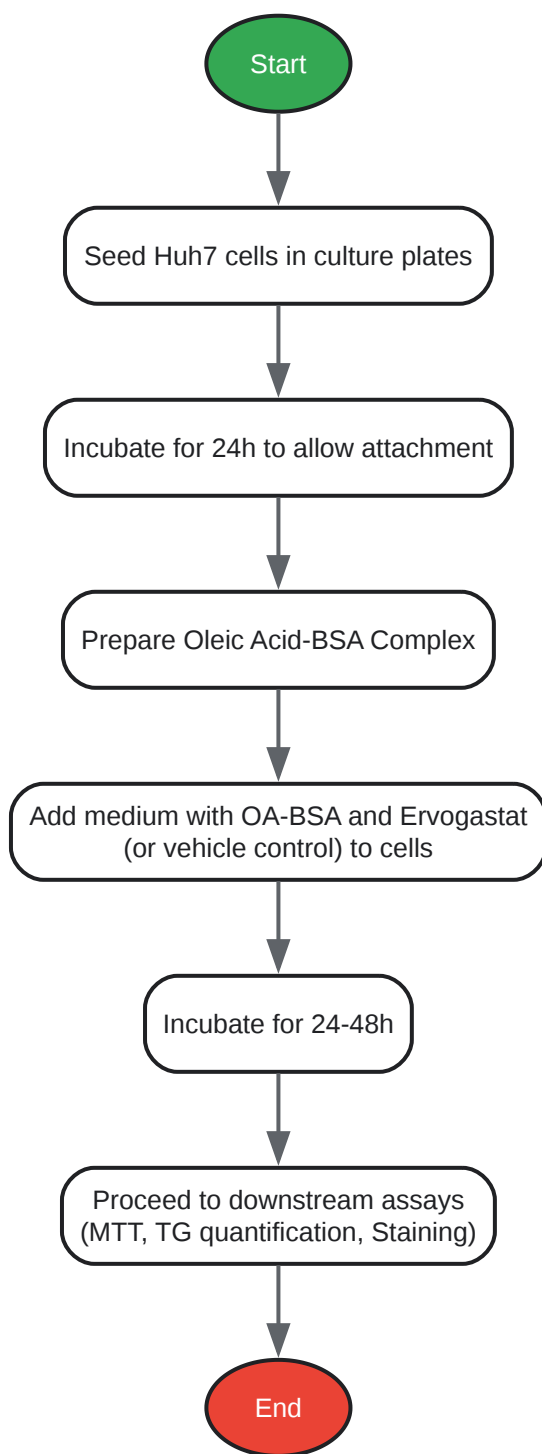 Start
Seed Huh7 cells in culture plates
Incubate for 24h to allow attachment
Prepare Oleic Acid-BSA Complex
Add medium with OA-BSA and Ervogastat
(or vehicle control) to cells
Incubate for 24-48h
Proceed to downstream assays
(MTT, TG quantification, Staining)
End